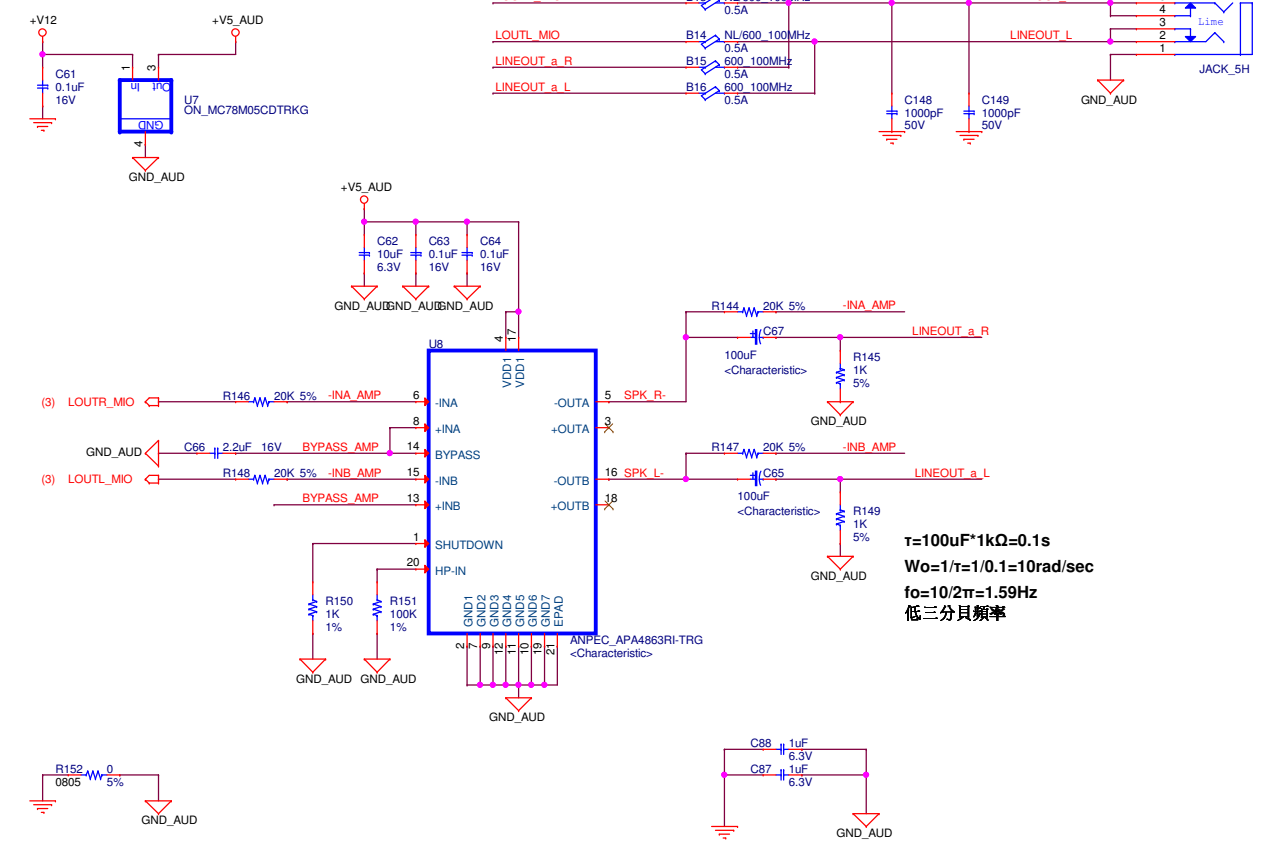 0.5A
4
Lime
3
2
1
JACK_5H
GND_AUD
LOUTL_MIO
B14 NL/600_100MHz
0.5A
LINEOUT_L
LINEOUT_a_R
B15 600_100MHz
0.5A
LINEOUT_a_L
B16 600_100MHz
0.5A
C148
1000pF
50V
C149
1000pF
50V
+V12
+V5_AUD
C61
0.1uF
16V
1
3
In
Out
GND
U7
ON_MC78M05CDTRKG
4
GND_AUD
+V5_AUD
C62
10uF
6.3V
C63
0.1uF
16V
C64
0.1uF
16V
GND_AUD
GND_AUD
GND_AUD
4
17
U8
VDD1
VDD1
(3) LOUTR_MIO
R146 20K 5%
-INA_AMP
6
-INA
8
+INA
GND_AUD
C66 2.2uF 16V
BYPASS_AMP
14
BYPASS
(3) LOUTL_MIO
R148 20K 5%
-INB_AMP
15
-INB
BYPASS_AMP
13
+INB
1
SHUTDOWN
20
HP-IN
R150
1K
1%
R151
100K
1%
GND_AUD
GND_AUD
-OUTA
5
SPK_R-
+OUTA
3
-OUTB
16
SPK_L-
+OUTB
18
R144 20K 5%
-INA_AMP
C67
LINEOUT_a_R
100uF
<Characteristic>
R145
1K
5%
GND_AUD
R147 20K 5%
-INB_AMP
C65
LINEOUT_a_L
100uF
<Characteristic>
R149
1K
5%
GND_AUD
τ=100uF*1kΩ=0.1s
Wo=1/τ=1/0.1=10rad/sec
fo=10/2π=1.59Hz
低三分貝頻率
GND1
GND2
GND3
GND4
GND5
GND6
GND7
EPAD
2
7
9
12
11
10
19
21
ANPEC_APA4863RI-TRG
<Characteristic>
GND_AUD
R152 0
0805 5%
GND_AUD
C88 1uF
6.3V
C87 1uF
6.3V
GND_AUD